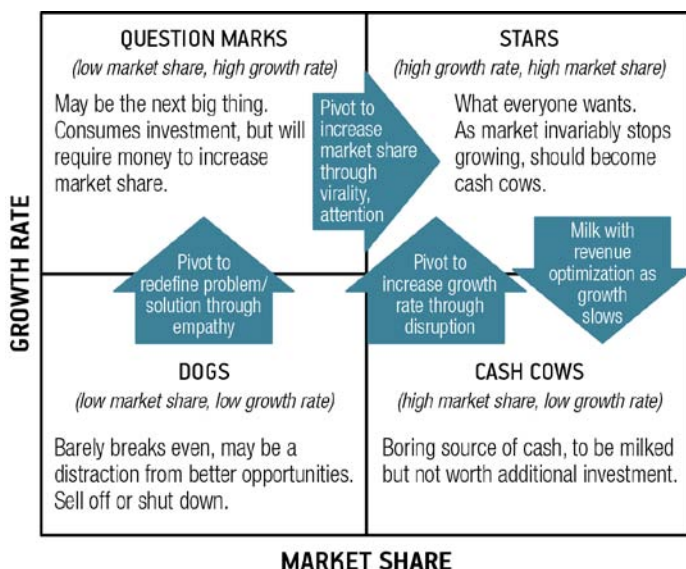 QUESTION MARKS
(low market share, high growth rate)
May be the next big thing.
Consumes investment, but will
require money to increase
market share.
Pivot to
increase
market share
through
virality,
attention
STARS
(high growth rate, high market share)
What everyone wants.
As market invariably stops
growing, should become
cash cows.
Pivot to
redefine problem/
solution through
empathy
Pivot to
increase growth
rate through
disruption
Milk with
revenue
optimization as
growth
slows
DOGS
(low market share, low growth rate)
Barely breaks even, may be a
distraction from better opportunities.
Sell off or shut down.
CASH COWS
(high market share, low growth rate)
Boring source of cash, to be milked
but not worth additional investment.
GROWTH RATE
MARKET SHARE